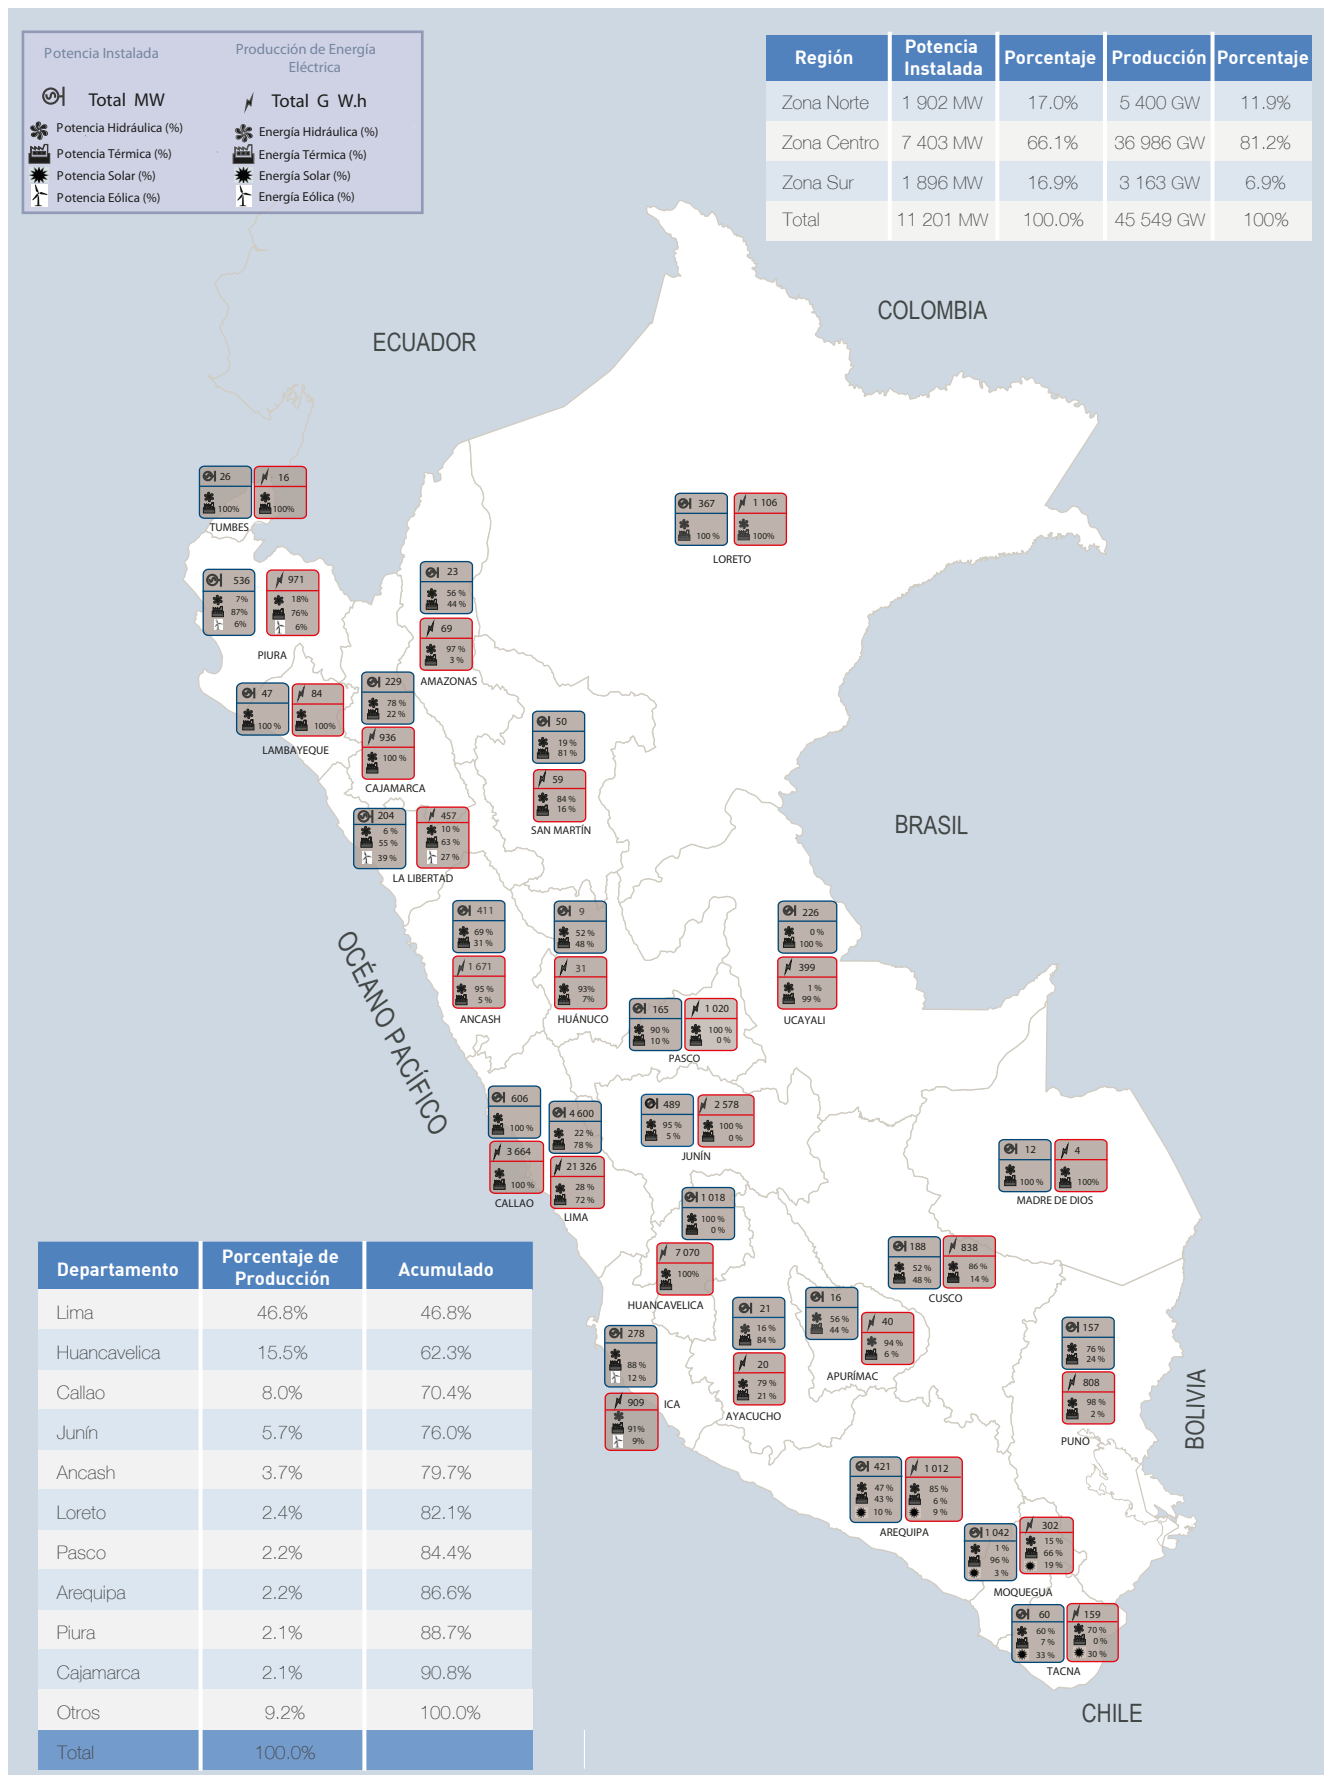 Potencia Instalada
Producción de Energía
Eléctrica
Total MW
Total G W.h
Potencia Hidráulica (%)
Energía Hidráulica (%)
Potencia Térmica (%)
Energía Térmica (%)
Potencia Solar (%)
Energía Solar (%)
Potencia Eólica (%)
Energía Eólica (%)
Región Potencia Instalada Porcentaje Producción Porcentaje
Zona Norte 1 902 MW 17.0% 5 400 GW 11.9%
Zona Centro 7 403 MW 66.1% 36 986 GW 81.2%
Zona Sur 1 896 MW 16.9% 3 163 GW 6.9%
Total 11 201 MW 100.0% 45 549 GW 100%
COLOMBIA
ECUADOR
26 16
100% 100%
TUMBES
367 1 106
100 % 100%
LORETO
536 971
7% 18%
87% 76%
6% 6%
PIURA
23
56 %
44 %
69
97 %
3 %
AMAZONAS
47 84
100 % 100%
LAMBAYEQUE
229
78 %
22 %
936
100 %
CAJAMARCA
50
19 %
81 %
59
84 %
16 %
SAN MARTÍN
204 457
6 % 10 %
55 % 63 %
39 % 27 %
LA LIBERTAD
BRASIL
411
69 %
31 %
1 671
95 %
5 %
ANCASH
9
52 %
48 %
31
93%
7%
HUÁNUCO
226
0 %
100 %
399
1 %
99 %
UCAYALI
OCÉANO PACÍFICO
165 1 020
90 % 100 %
10 % 0 %
PASCO
606
100 %
3 664
100 %
CALLAO
4 600
22 %
78 %
21 326
28 %
72 %
LIMA
489 2 578
95 % 100 %
5 % 0 %
JUNÍN
12 4
100 % 100%
MADRE DE DIOS
1 018
100 %
0 %
7 070
100%
HUANCAVELICA
188 838
52 % 86 %
48 % 14 %
CUSCO
16 40
56 % 94 %
44 % 6 %
APURÍMAC
21
16 %
84 %
20
79 %
21 %
AYACUCHO
278
88 %
12 %
909
91%
9%
ICA
157
76 %
24 %
808
98 %
2 %
PUNO
BOLIVIA
421 1 012
47 % 85 %
43 % 6 %
10 % 9 %
AREQUIPA
1 042 302
1 % 15 %
96 % 66 %
3 % 19 %
MOQUEGUA
60 159
60 % 70 %
7 % 0 %
33 % 30 %
TACNA
CHILE
Departamento Porcentaje de Producción Acumulado
Lima 46.8% 46.8%
Huancavelica 15.5% 62.3%
Callao 8.0% 70.4%
Junín 5.7% 76.0%
Ancash 3.7% 79.7%
Loreto 2.4% 82.1%
Pasco 2.2% 84.4%
Arequipa 2.2% 86.6%
Piura 2.1% 88.7%
Cajamarca 2.1% 90.8%
Otros 9.2% 100.0%
Total 100.0%